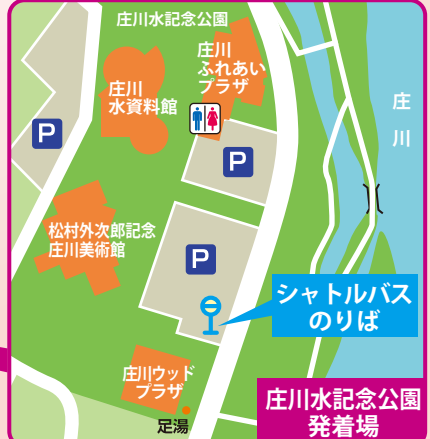 庄川水記念公園
庄川
ふれあい
プラザ
庄川
水資料館
庄
川
P
P
松村外次郎記念
庄川美術館
P
シャトルバス
のりば
庄川ウッド
プラザ
足湯
庄川水記念公園
発着場